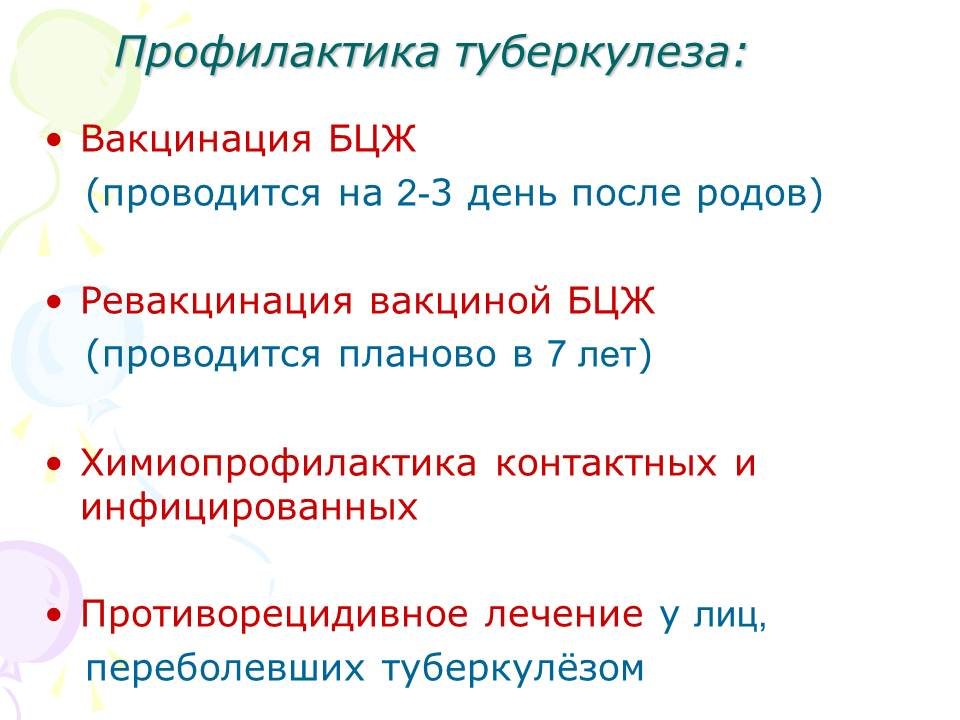 Профилактика туберкулеза:
• Вакцинация БЦЖ
(проводится на 2-3 день после родов)
• Ревакцинация вакциной БЦЖ
(проводится планово в 7 лет)
• Химиопрофилактика контактных и
инфицированных
• Противорецидивное лечение у лиц,
переболевших туберкулёзом